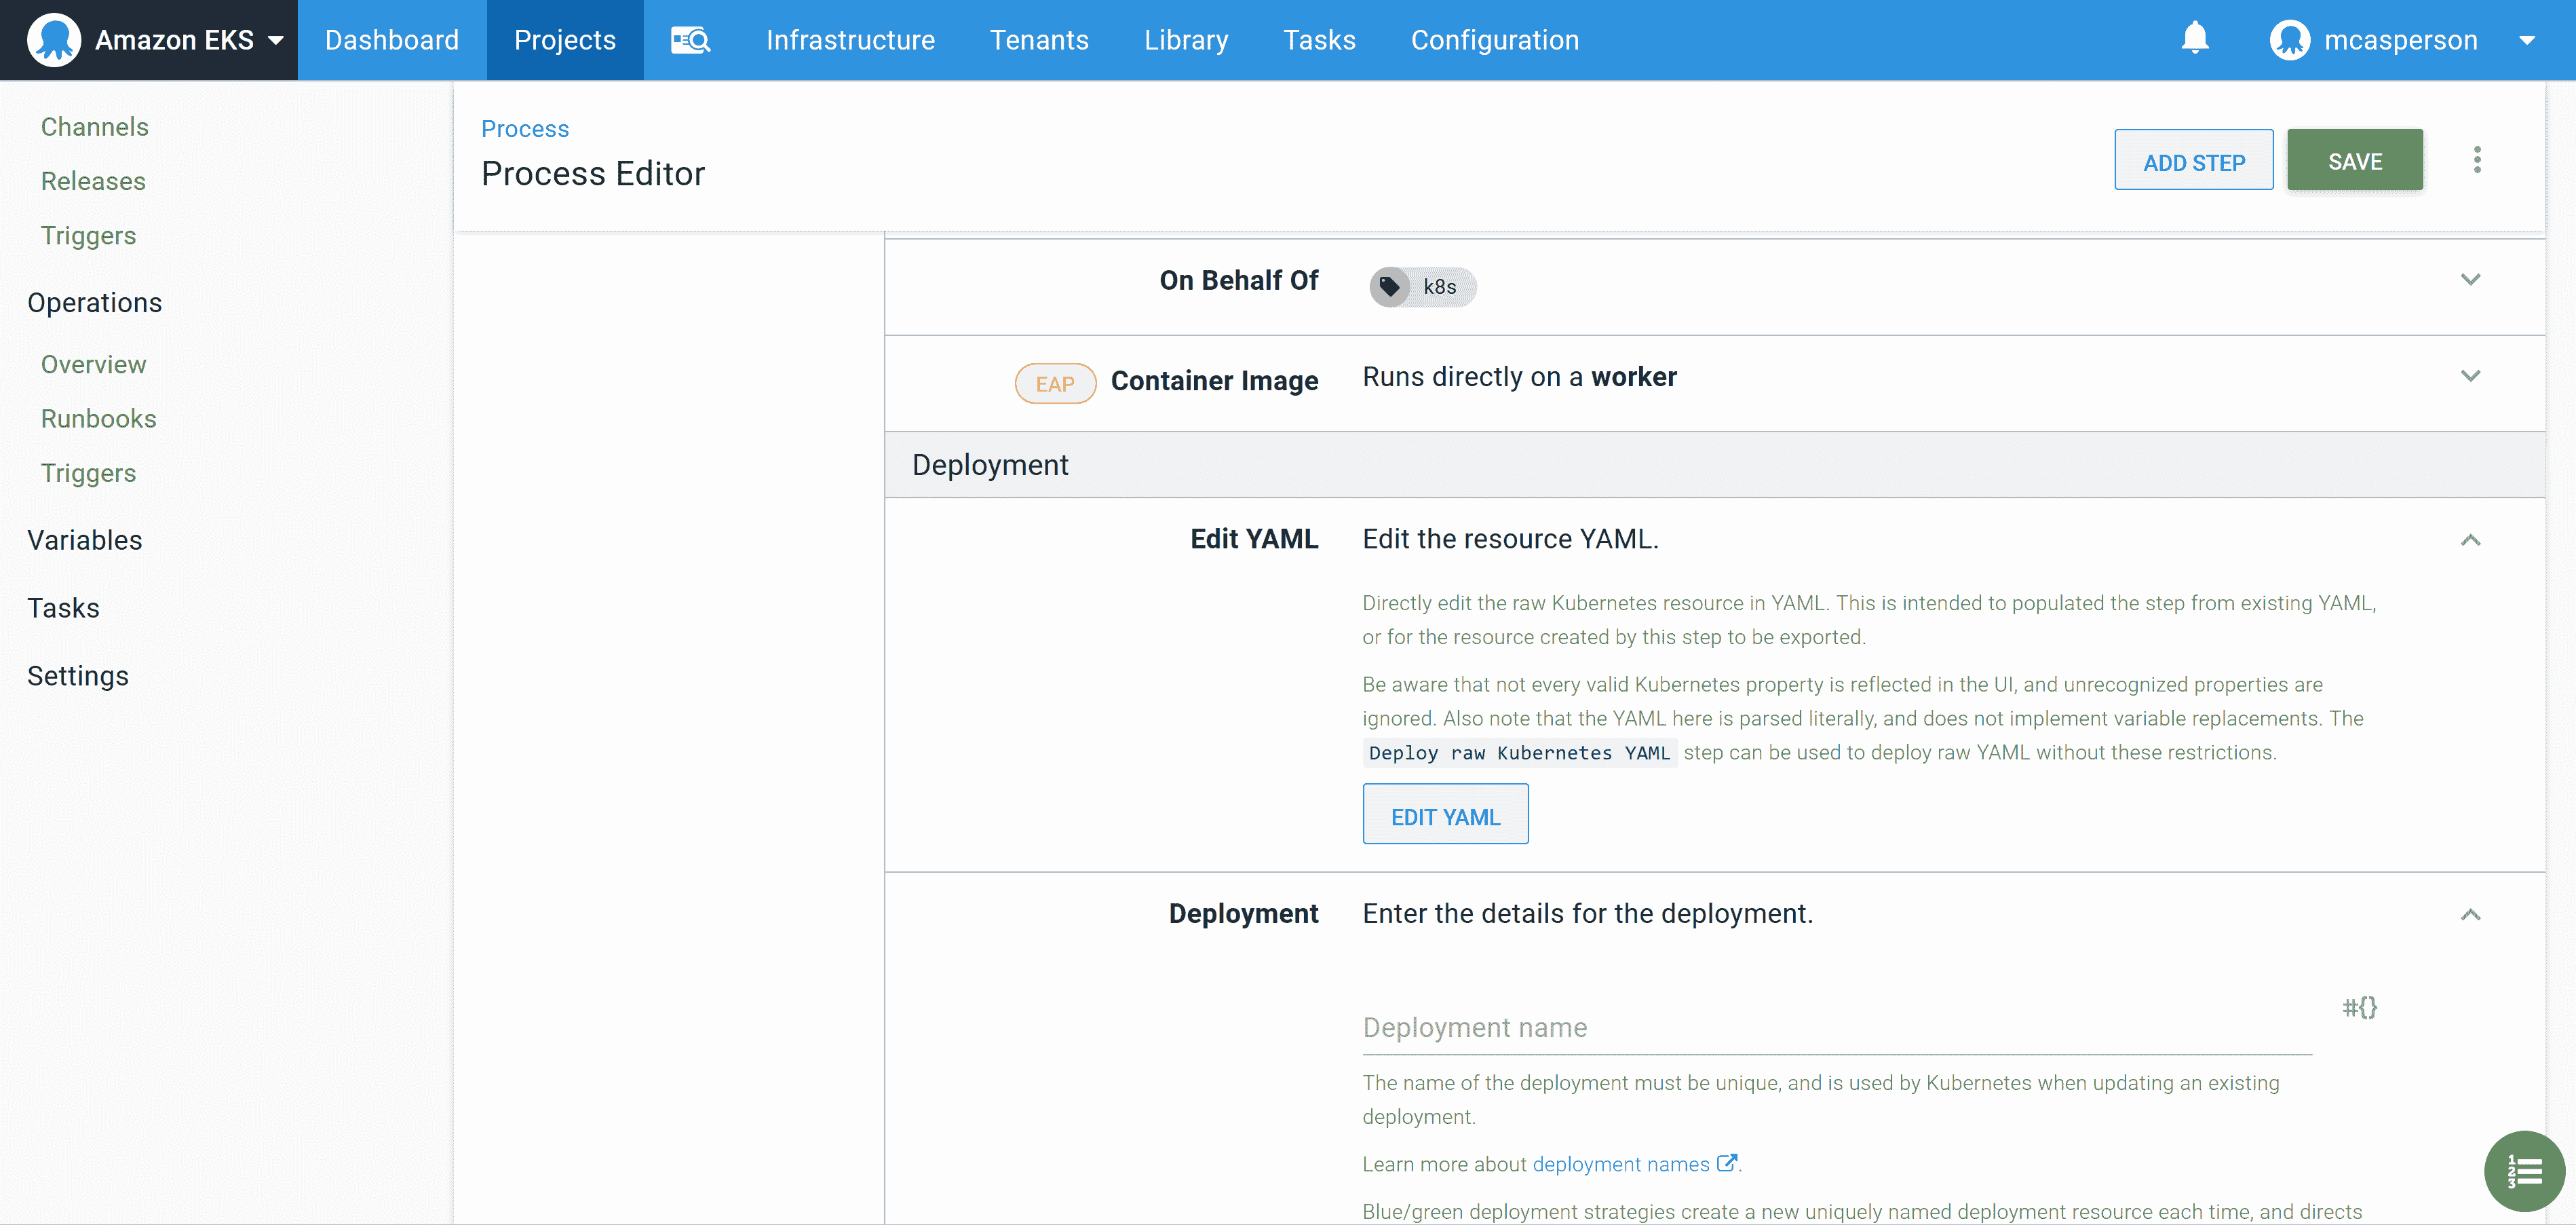 Amazon EKS
Dashboard
Projects
Infrastructure
Tenants
Library
Tasks
Configuration
mcasperson
Channels
Releases
Triggers
Operations
Overview
Runbooks
Triggers
Variables
Tasks
Settings
Process
Process Editor
ADD STEP
SAVE
On Behalf Of
k8s
EAP
Container Image
Runs directly on a worker
Deployment
Edit YAML
Edit the resource YAML.
Directly edit the raw Kubernetes resource in YAML. This is intended to populated the step from existing YAML,
or for the resource created by this step to be exported.
Be aware that not every valid Kubernetes property is reflected in the UI, and unrecognized properties are
ignored. Also note that the YAML here is parsed literally, and does not implement variable replacements. The
Deploy raw Kubernetes YAML step can be used to deploy raw YAML without these restrictions.
EDIT YAML
Deployment
Enter the details for the deployment.
Deployment name
#{}
The name of the deployment must be unique, and is used by Kubernetes when updating an existing
deployment.
Learn more about deployment names.
Blue/green deployment strategies create a new uniquely named deployment resource each time, and directs